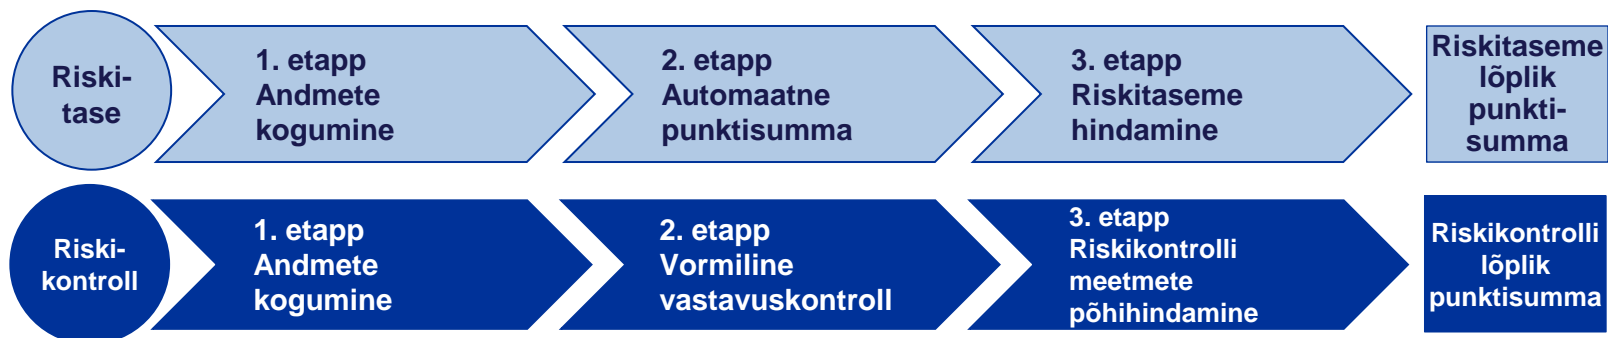 Riski-
tase
1. etapp
Andmete
kogumine
2. etapp
Automaatne
punktisumma
3. etapp
Riskitaseme
hindamine
Riskitaseme
lõplik
punkti-
summa
Riski-
kontroll
1. etapp
Andmete
kogumine
2. etapp
Vormiline
vastavuskontroll
3. etapp
Riskikontrolli
meetmete
põhihindamine
Riskikontrolli
lõplik
punktisumma